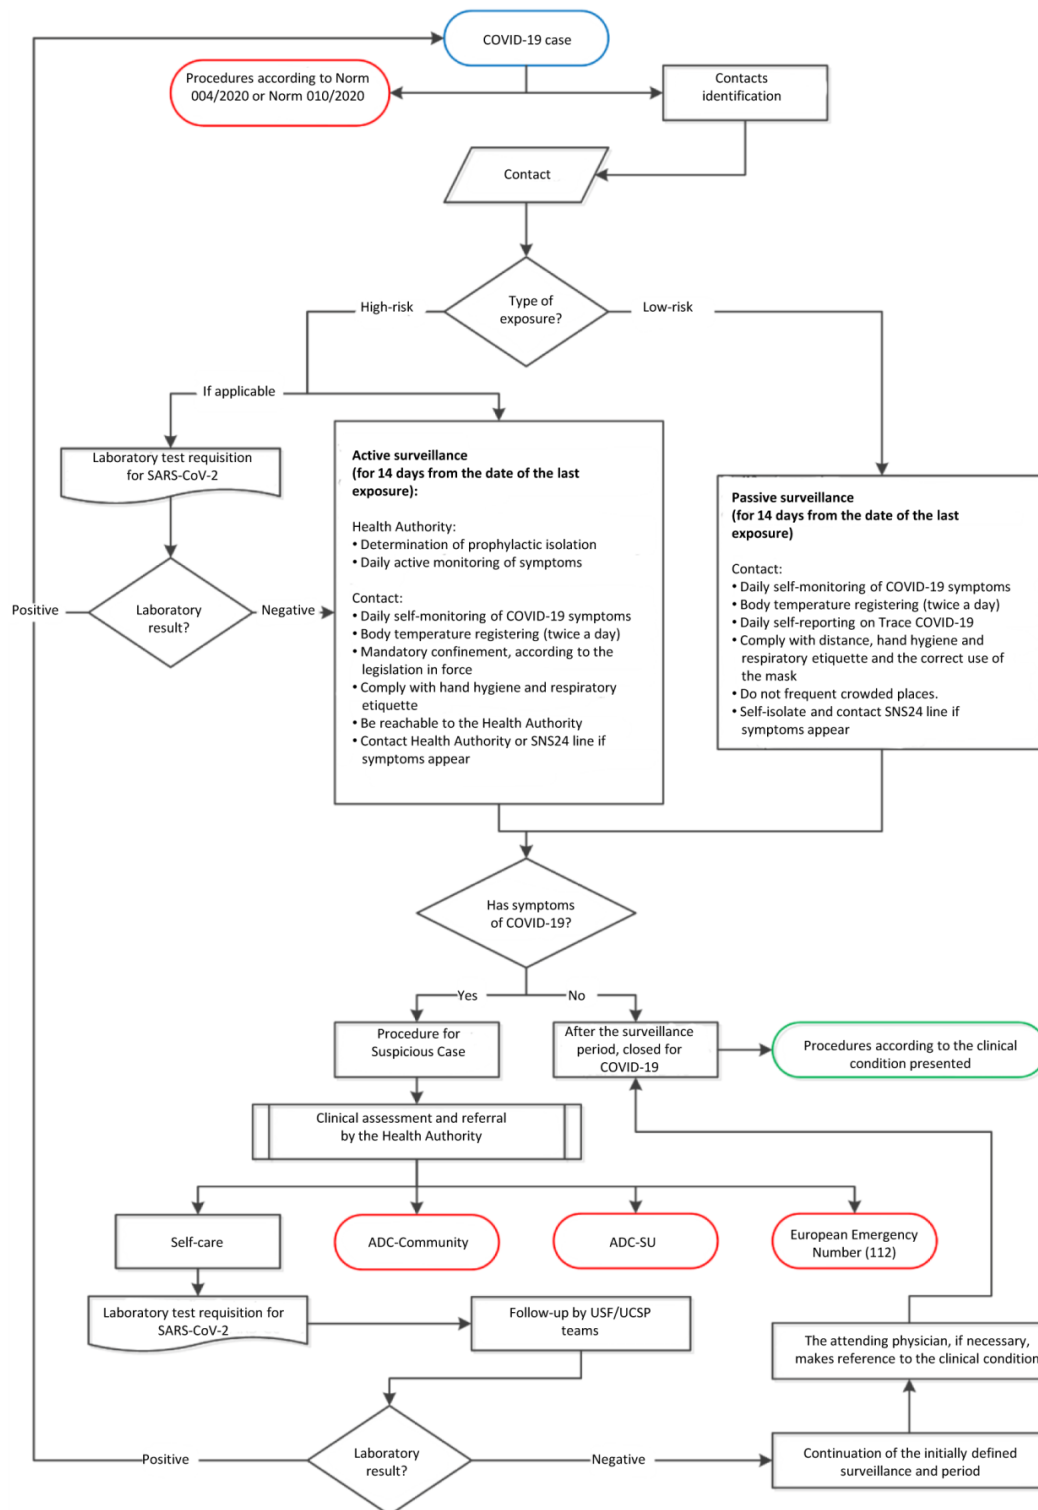 COVID-19 case
Procedures according to Norm
004/2020 or Norm 010/2020
Contacts
identification
Contact
Type of
exposure?
High-risk
Low-risk
If applicable
Laboratory test requisition
for SARS-CoV-2
Laboratory
result?
Positive
Negative
Active surveillance
(for 14 days from the date of the last
exposure):
Health Authority:
• Determination of prophylactic isolation
• Daily active monitoring of symptoms
Contact:
• Daily self-monitoring of COVID-19 symptoms
• Body temperature registering (twice a day)
• Mandatory confinement, according to the
legislation in force
• Comply with hand hygiene and respiratory
etiquette
• Be reachable to the Health Authority
• Contact Health Authority or SNS24 line if
symptoms appear
Passive surveillance
(for 14 days from the date of the last
exposure)
Contact:
• Daily self-monitoring of COVID-19 symptoms
• Body temperature registering (twice a day)
• Daily self-reporting on Trace COVID-19
• Comply with distance, hand hygiene and
respiratory etiquette and the correct use of
the mask
• Do not frequent crowded places.
• Self-isolate and contact SNS24 line if
symptoms appear
Has symptoms
of COVID-19?
Yes
No
Procedure for
Suspicious Case
After the surveillance
period, closed for
COVID-19
Procedures according to the clinical
condition presented
Clinical assessment and referral
by the Health Authority
Self-care
ADC-Community
ADC-SU
European Emergency
Number (112)
Laboratory test requisition for
SARS-CoV-2
Follow-up by USF/UCSP
teams
The attending physician, if necessary,
makes reference to the clinical condition
Laboratory
result?
Positive
Negative
Continuation of the initially defined
surveillance and period